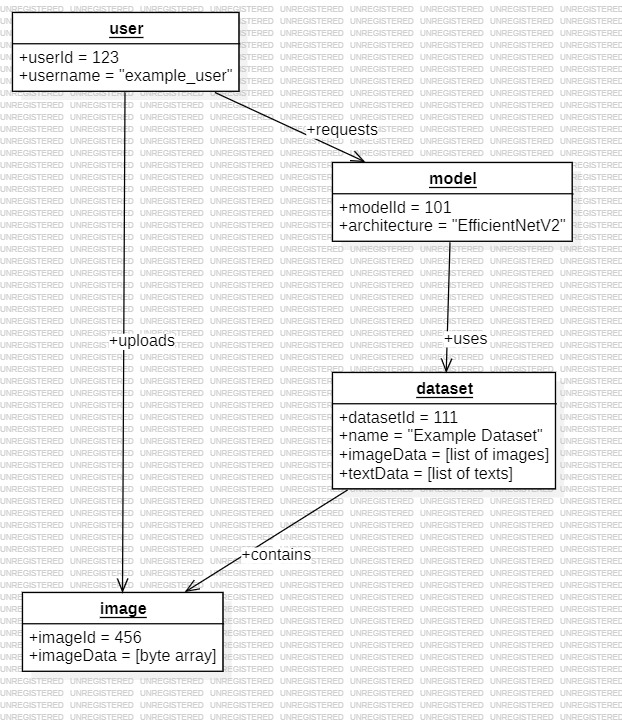 user
+userId = 123
+username = "example_user"
+requests
model
+modelId = 101
+architecture = "EfficientNetV2"
+uploads
+uses
dataset
+datasetId = 111
+name = "Example Dataset"
+imageData = [list of images]
+textData = [list of texts]
+contains
image
+imageId = 456
+imageData = [byte array]
UNREGISTERED